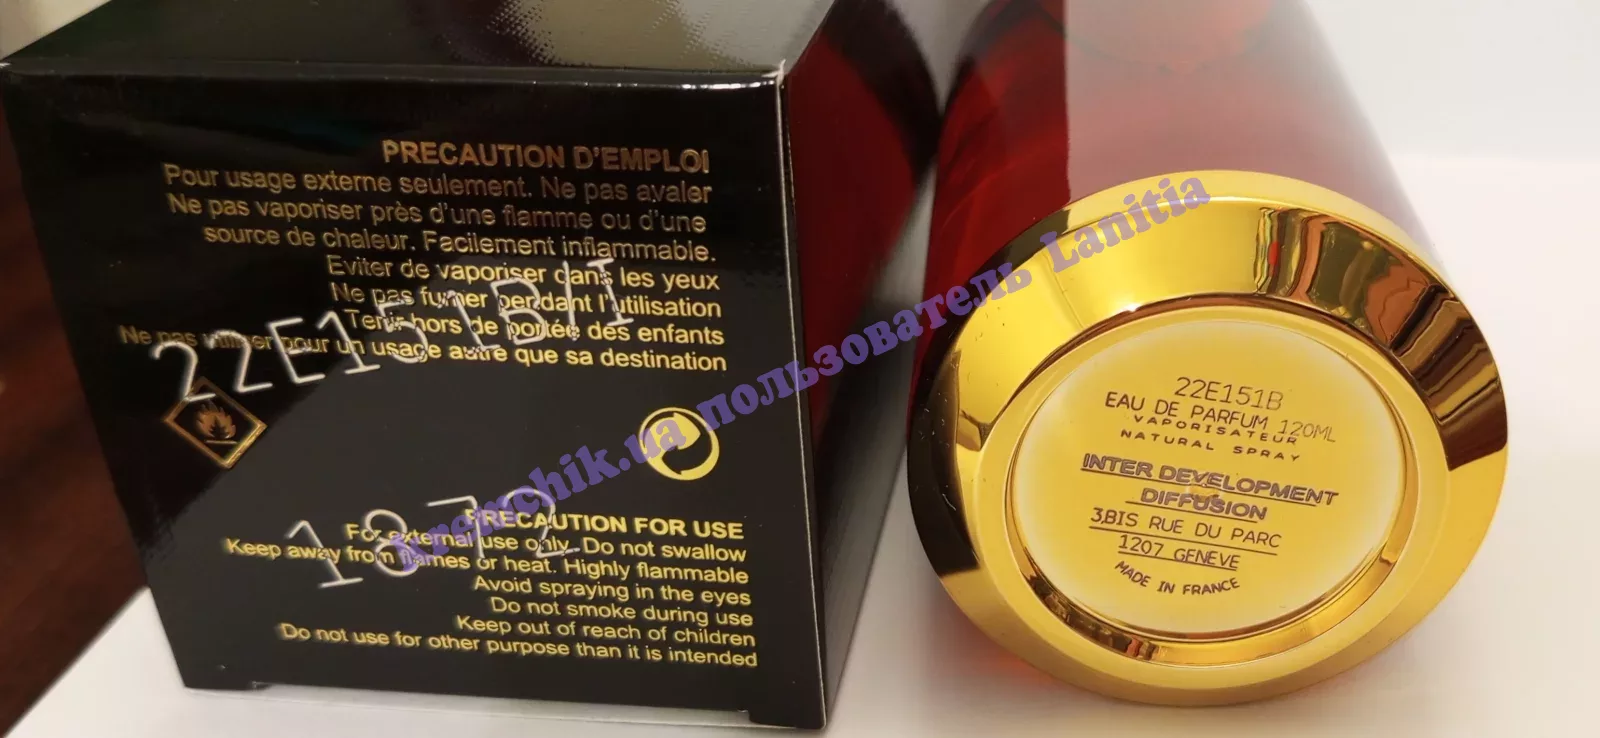 PRECAUTION D'EMPLOI
Pour usage externe seulement. Ne pas avaler
Ne pas vaporiser près d'une flamme ou d'une
source de chaleur. Facilement inflammable.
Eviter de vaporiser dans les yeux
Ne pas fumer pendant l'utilisation
Tenir hors de portée des enfants
Ne pas utiliser pour un usage autre que sa destination
22E151B/I
PRECAUTION FOR USE
For external use only. Do not swallow
Keep away from flames or heat. Highly flammable
Avoid spraying in the eyes
Do not smoke during use
Keep out of reach of children
Do not use for other purpose than it is intended
1872
Kremchik.ua пользователь Lanitia
22E151B
EAU DE PARFUM 120ML
VAPORISATEUR
NATURAL SPRAY
INTER DEVELOPMENT
DIFFUSION
3,BIS RUE DU PARC
1207 GENEVE
MADE IN FRANCE